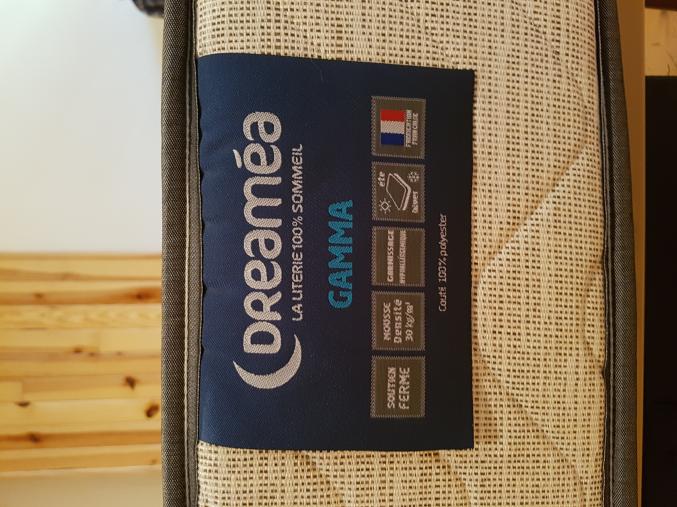 DREAMéA
LA LITERIE 100% SOMMEIL
GAMMA
SOUTIEN
FERME
MOUSSE
Densité
30 kg/m³
GARNISSAGE
HYPOALLERGENIQUE
été
hiver
FABRICATION
FRANÇAISE
Coutil 100% polyester